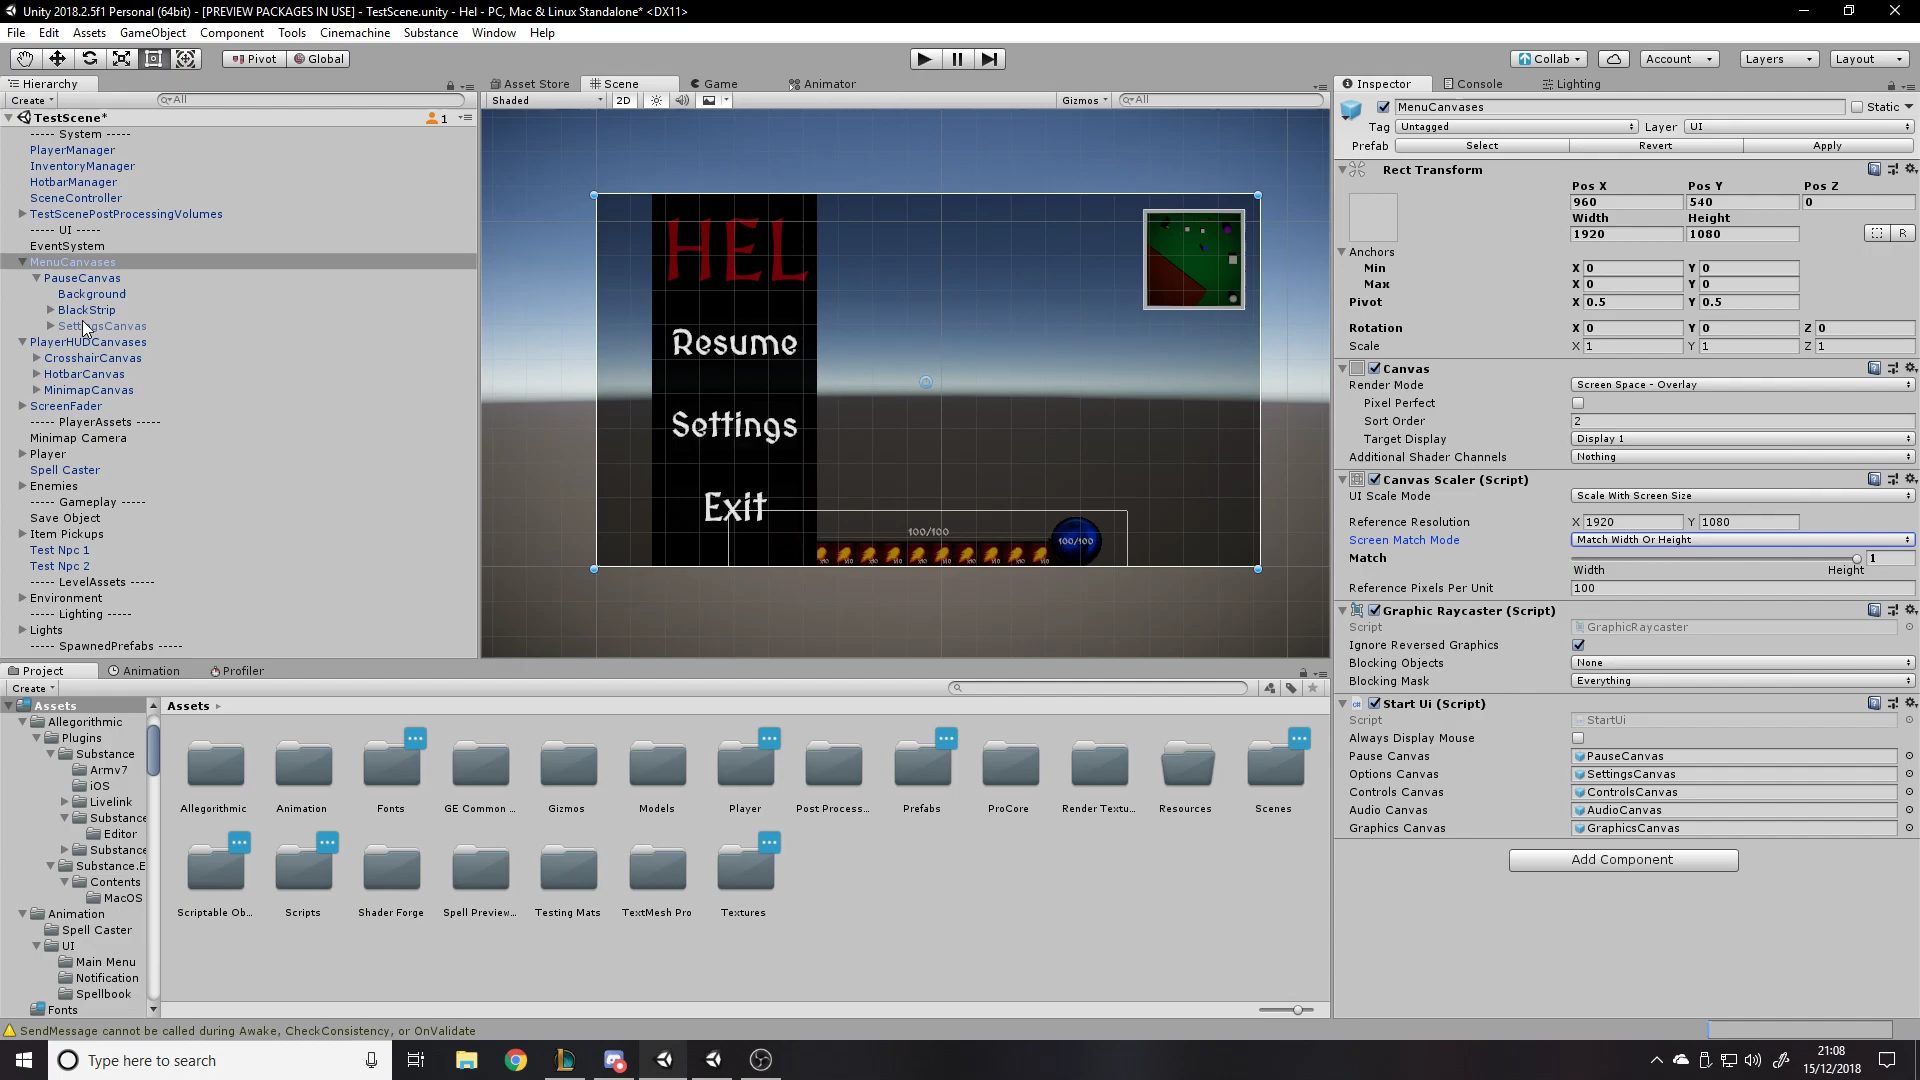 Unity 2018.2.5f1 Personal (64bit) - [PREVIEW PACKAGES IN USE] - TestScene.unity - Hel - PC, Mac & Linux Standalone* <DX11>
File Edit Assets GameObject Component Tools Cinemachine Substance Window Help
Pivot Global Collab Account Layers Layout
Hierarchy
Create All
TestScene* 1
----- System -----
PlayerManager
InventoryManager
HotbarManager
SceneController
TestScenePostProcessingVolumes
----- UI -----
EventSystem
MenuCanvases
PauseCanvas
Background
BlackStrip
SettingsCanvas
PlayerHUDCanvases
CrosshairCanvas
HotbarCanvas
MinimapCanvas
ScreenFader
----- PlayerAssets -----
Minimap Camera
Player
Spell Caster
Enemies
----- Gameplay -----
Save Object
Item Pickups
Test Npc 1
Test Npc 2
----- LevelAssets -----
Environment
----- Lighting -----
Lights
----- SpawnedPrefabs -----
Asset Store Scene Game Animator
Shaded 2D Gizmos All
HEL
Resume
Settings
Exit
100/100
100/100
Inspector Console Lighting
MenuCanvases Static
Tag Untagged Layer UI
Prefab Select Revert Apply
Rect Transform
Pos X Pos Y Pos Z
960 540 0
Width Height
1920 1080 R
Anchors
Min X 0 Y 0
Max X 0 Y 0
Pivot X 0.5 Y 0.5
Rotation X 0 Y 0 Z 0
Scale X 1 Y 1 Z 1
Canvas
Render Mode Screen Space - Overlay
Pixel Perfect
Sort Order 2
Target Display Display 1
Additional Shader Channels Nothing
Canvas Scaler (Script)
UI Scale Mode Scale With Screen Size
Reference Resolution X 1920 Y 1080
Screen Match Mode Match Width Or Height
Match 1
Width Height
Reference Pixels Per Unit 100
Graphic Raycaster (Script)
Script GraphicRaycaster
Ignore Reversed Graphics
Blocking Objects None
Blocking Mask Everything
Start Ui (Script)
Script StartUi
Always Display Mouse
Pause Canvas PauseCanvas
Options Canvas SettingsCanvas
Controls Canvas ControlsCanvas
Audio Canvas AudioCanvas
Graphics Canvas GraphicsCanvas
Add Component
Project Animation Profiler
Create
Assets
Allegorithmic
Plugins
Substance
Armv7
iOS
Livelink
Substance
Editor
Substance
Substance.E
Contents
MacOS
Animation
Spell Caster
UI
Main Menu
Notification
Spellbook
Fonts
Assets
Allegorithmic Animation Fonts GE Common ... Gizmos Models Player Post Process... Prefabs ProCore Render Textu... Resources Scenes
Scriptable Ob... Scripts Shader Forge Spell Preview... Testing Mats TextMesh Pro Textures
SendMessage cannot be called during Awake, CheckConsistency, or OnValidate
Type here to search
21:08
15/12/2018